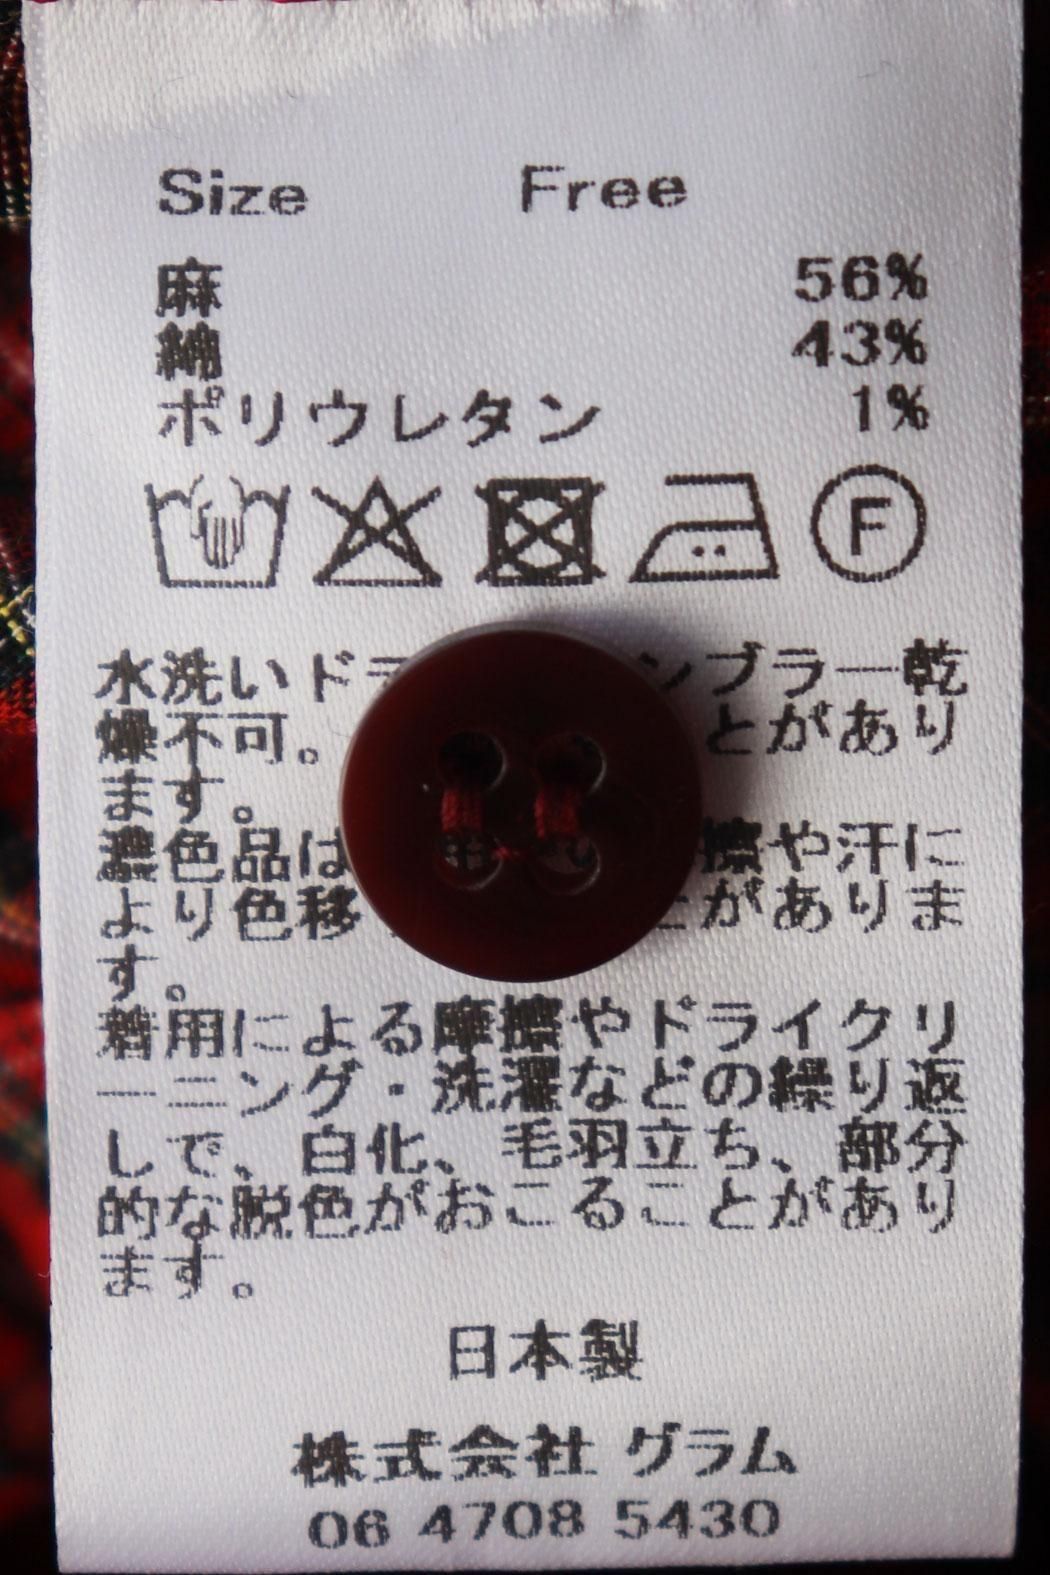 Size Free
麻 56%
綿 43%
ポリウレタン 1%
F
水洗いド ンブラー乾
燥不可。 とがあり
ます。
濃色品は 擦や汗に
より色移 がありま
す。
着用による摩擦やドライクリ
ーニング・洗濯などの繰り返
しで、白化、毛羽立ち、部分
的な脱色がおこることがあり
ます。
日本製
株式会社 グラム
06 4708 5430